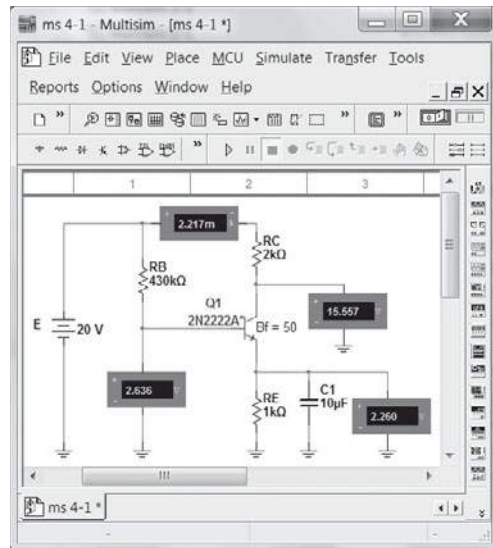 ms 4-1 - Multisim - [ms 4-1 *]
File Edit View Place MCU Simulate Transfer Tools
Reports Options Window Help
1 2 3
2.217m
RC
2kΩ
RB
430kΩ
Q1
2N2222A*
Bf = 50
15.557
E
20 V
2.636
RE
1kΩ
C1
10µF
2.260
ms 4-1 *